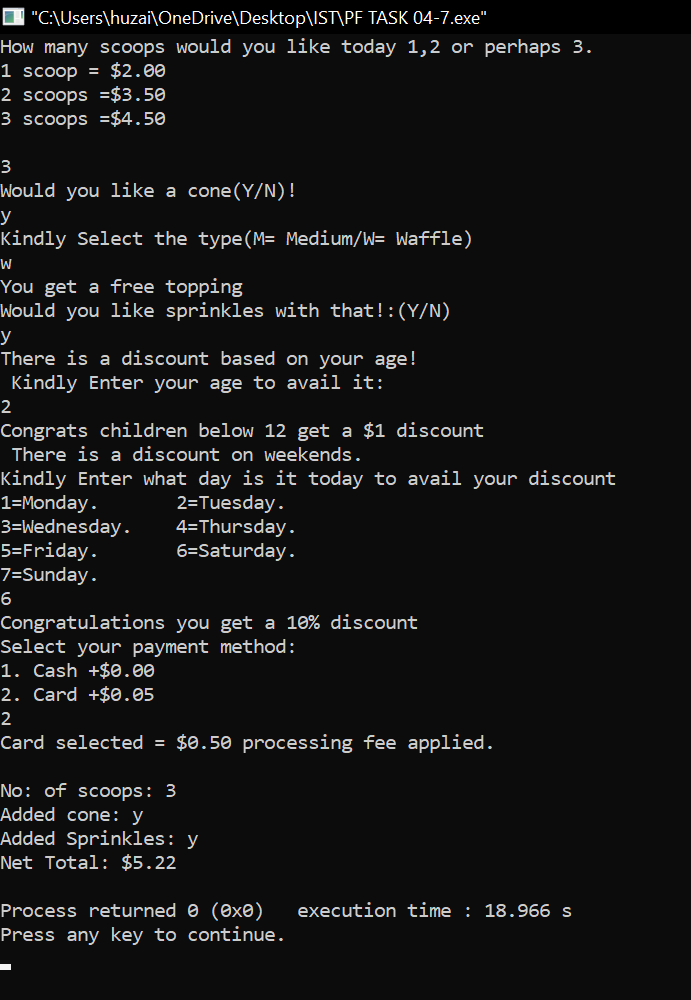 "C:\Users\huzai\OneDrive\Desktop\IST\PF TASK 04-7.exe"
How many scoops would you like today 1,2 or perhaps 3.
1 scoop = $2.00
2 scoops =$3.50
3 scoops =$4.50
3
Would you like a cone(Y/N)!
y
Kindly Select the type(M= Medium/W= Waffle)
w
You get a free topping
Would you like sprinkles with that!:(Y/N)
y
There is a discount based on your age!
 Kindly Enter your age to avail it:
2
Congrats children below 12 get a $1 discount
 There is a discount on weekends.
Kindly Enter what day is it today to avail your discount
1=Monday.       2=Tuesday.
3=Wednesday.    4=Thursday.
5=Friday.       6=Saturday.
7=Sunday.
6
Congratulations you get a 10% discount
Select your payment method:
1. Cash +$0.00
2. Card +$0.05
2
Card selected = $0.50 processing fee applied.
No: of scoops: 3
Added cone: y
Added Sprinkles: y
Net Total: $5.22
Process returned 0 (0x0)   execution time : 18.966 s
Press any key to continue.